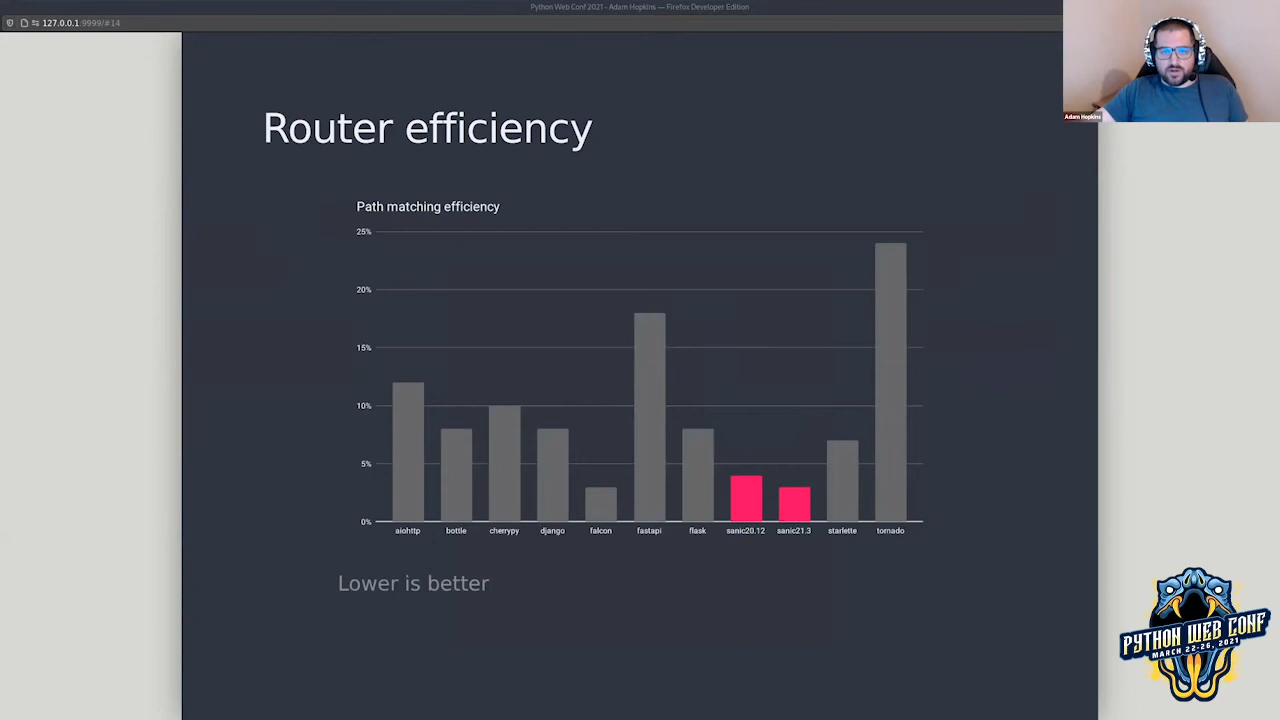 Python Web Conf 2021 - Adam Hopkins — Firefox Developer Edition
127.0.0.1:9999/#14
Adam Hopkins
Router efficiency
Path matching efficiency
25%
20%
15%
10%
5%
0%
aiohttp bottle cherrypy django falcon fastapi flask sanic20.12 sanic21.3 starlette tornado
Lower is better
PYTHON WEB CONF
MARCH 22-26, 2021